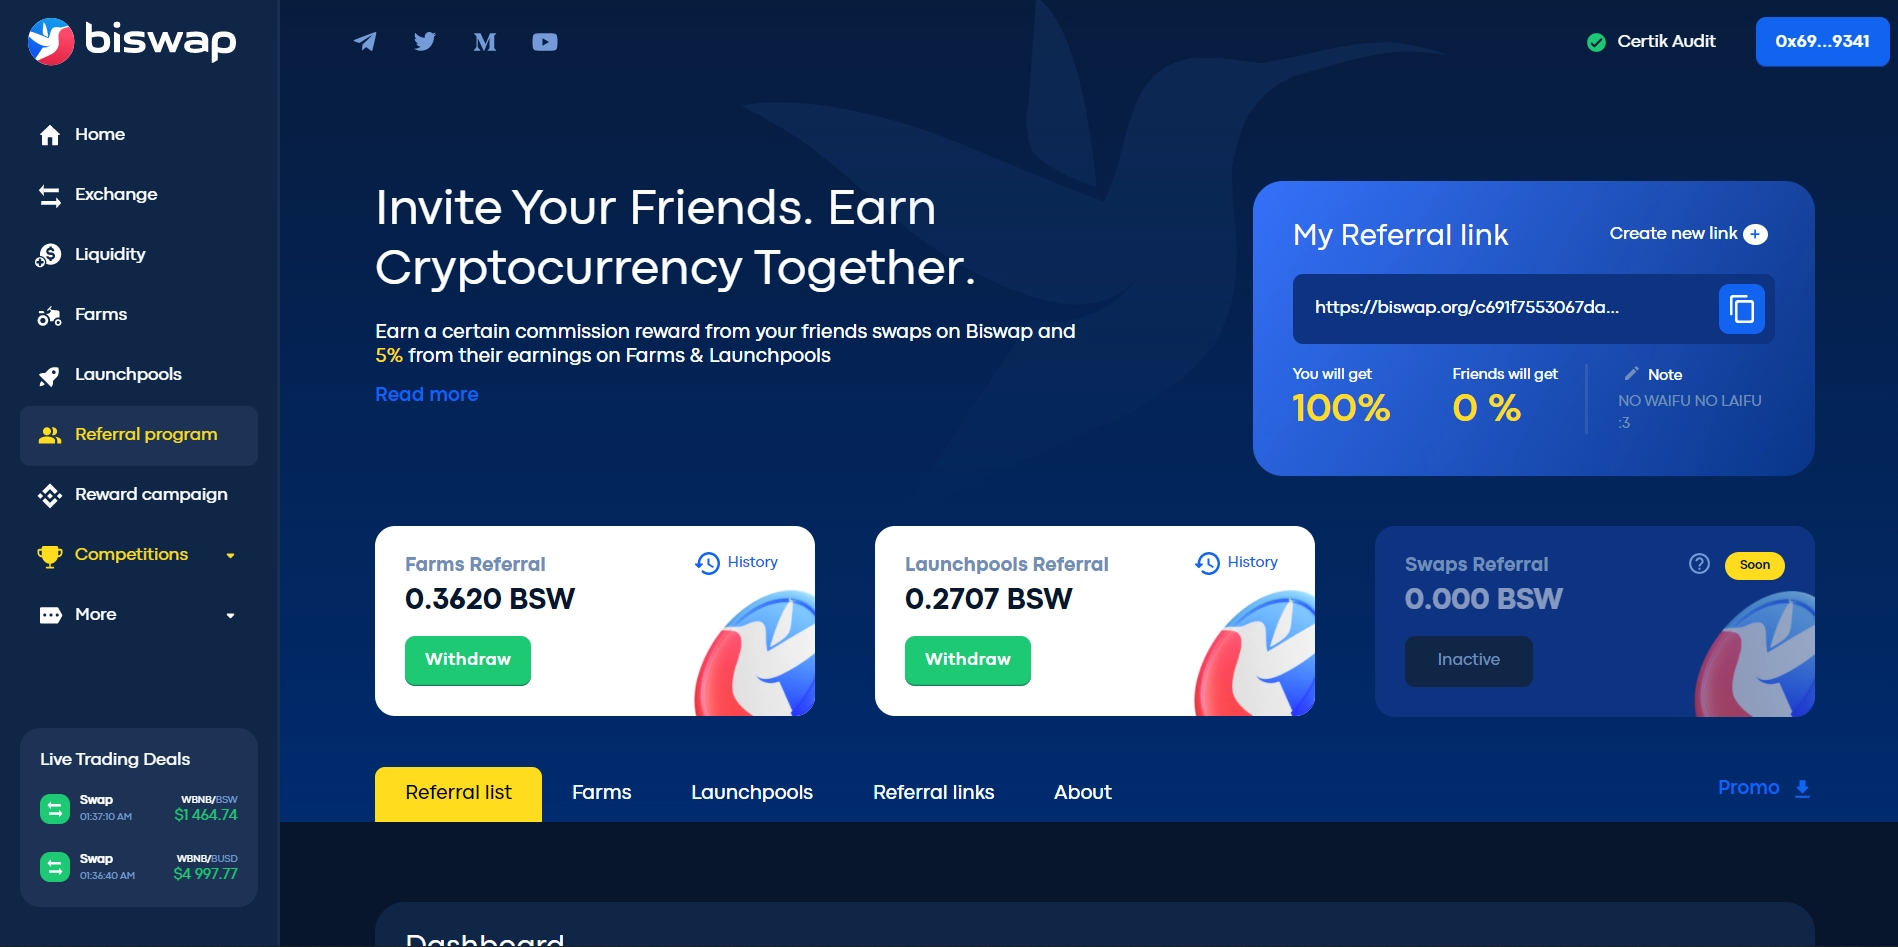 biswap
Certik Audit
0x69...9341
Home
Exchange
Liquidity
Farms
Launchpools
Referral program
Reward campaign
Competitions
More
Live Trading Deals
Swap
WBNB/BSW
01:37:10 AM
$1 464.74
Swap
WBNB/BUSD
01:36:40 AM
$4 997.77
Invite Your Friends. Earn
Cryptocurrency Together.
Earn a certain commission reward from your friends swaps on Biswap and
5% from their earnings on Farms & Launchpools
Read more
My Referral link
Create new link
https://biswap.org/c691f7553067da...
You will get
100%
Friends will get
0 %
Note
NO WAIFU NO LAIFU
:3
Farms Referral
History
0.3620 BSW
Withdraw
Launchpools Referral
History
0.2707 BSW
Withdraw
Swaps Referral
Soon
0.000 BSW
Inactive
Referral list
Farms
Launchpools
Referral links
About
Promo
Dashboard